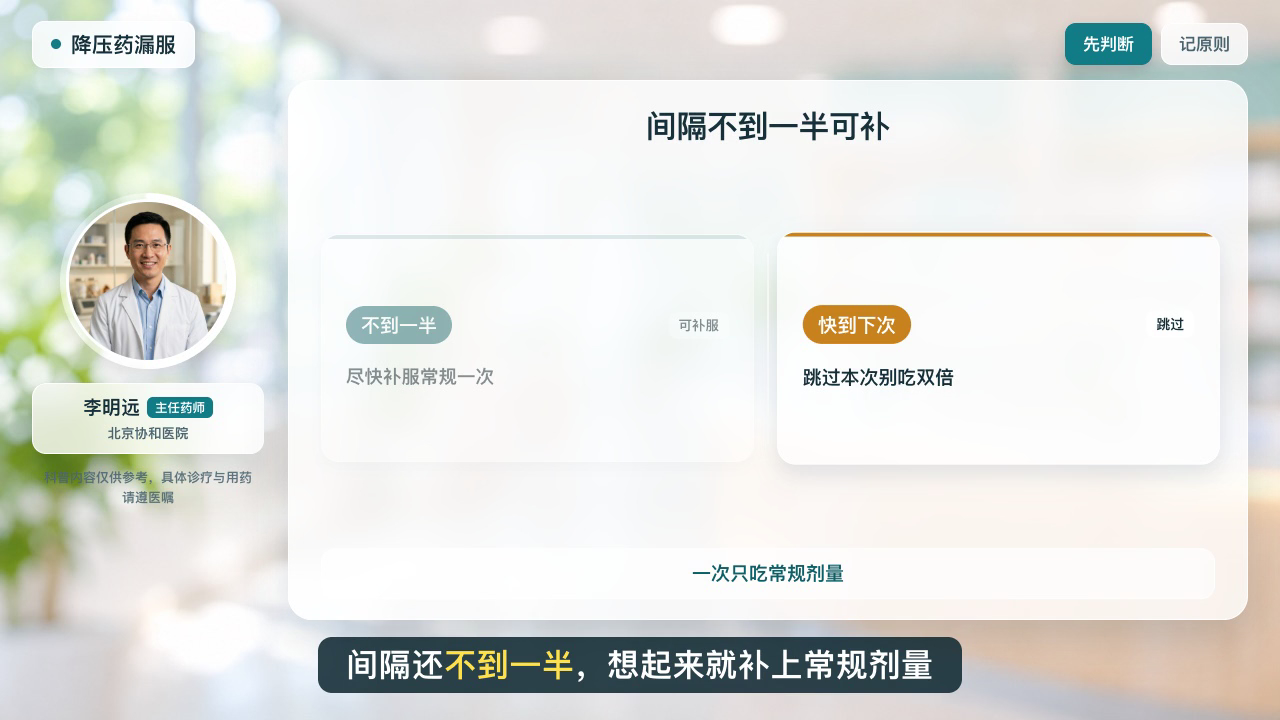 降压药漏服
先判断
记原则
间隔不到一半可补
不到一半
可补服
尽快补服常规一次
快到下次
跳过
跳过本次别吃双倍
李明远 主任药师
北京协和医院
科普内容仅供参考，具体诊疗与用药
请遵医嘱
一次只吃常规剂量
间隔还不到一半，想起来就补上常规剂量